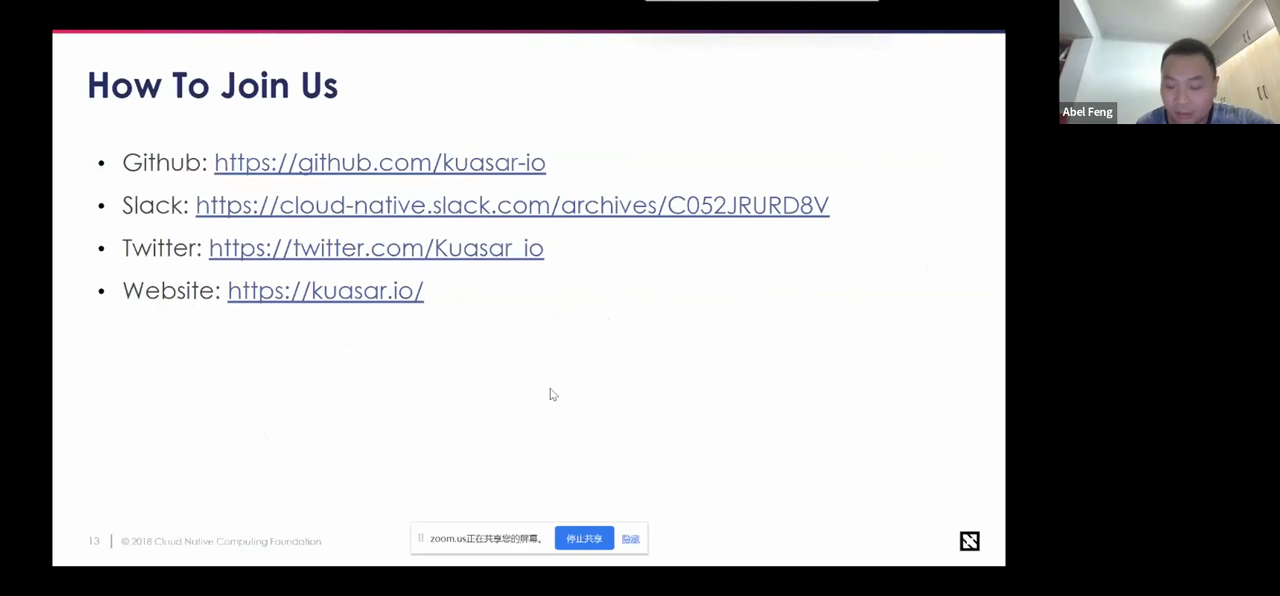 How To Join Us
• Github: https://github.com/kuasar-io
• Slack: https://cloud-native.slack.com/archives/C052JRURD8V
• Twitter: https://twitter.com/Kuasar_io
• Website: https://kuasar.io/
13 | © 2018 Cloud Native Computing Foundation
zoom.us正在共享您的屏幕。 停止共享 隐藏
Abel Feng